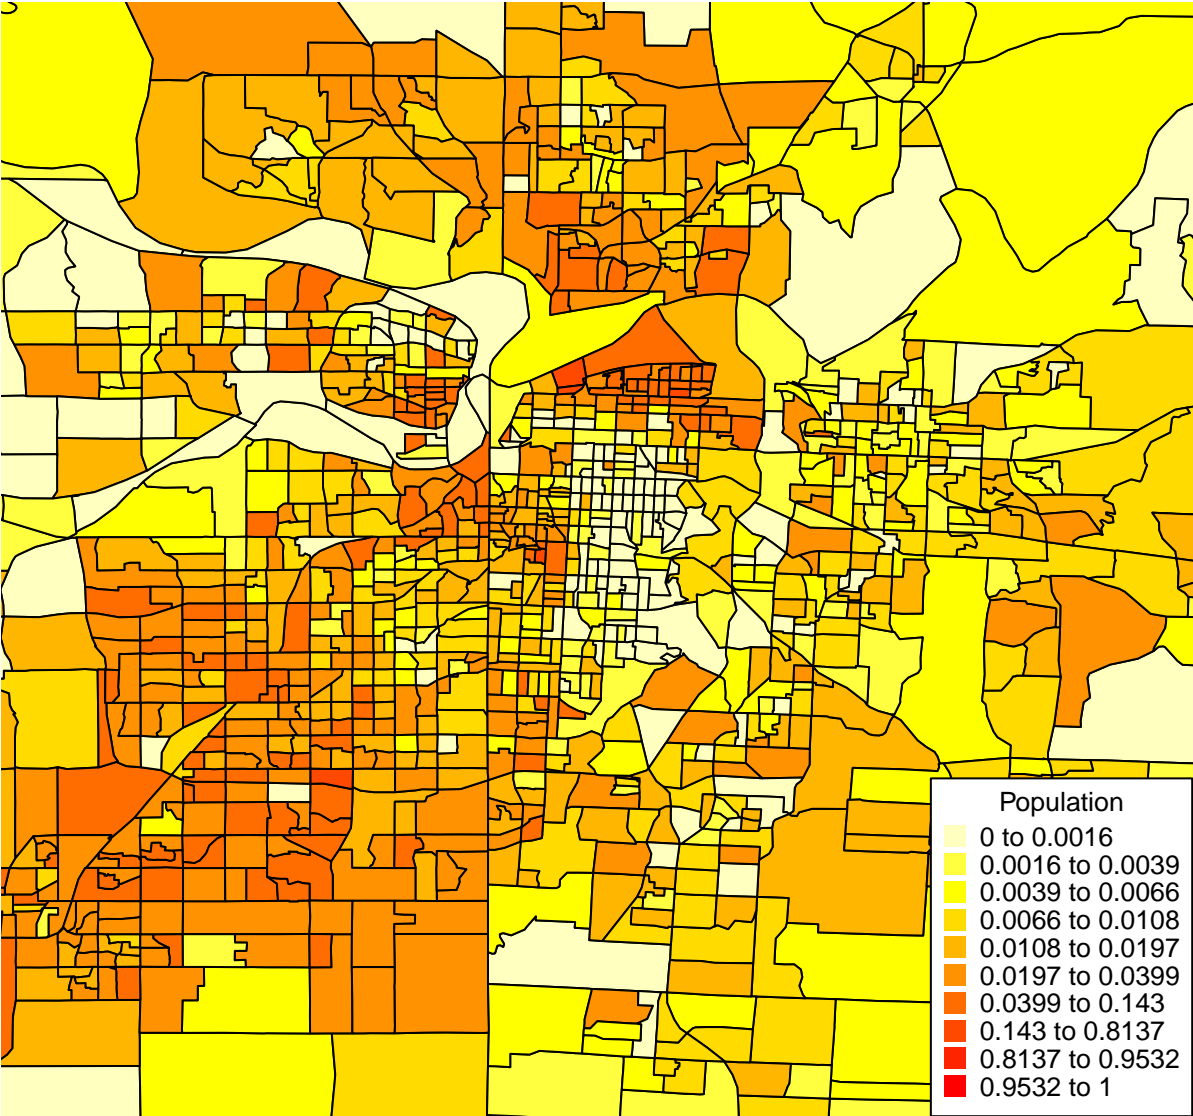 Population
0 to 0.0016
0.0016 to 0.0039
0.0039 to 0.0066
0.0066 to 0.0108
0.0108 to 0.0197
0.0197 to 0.0399
0.0399 to 0.143
0.143 to 0.8137
0.8137 to 0.9532
0.9532 to 1